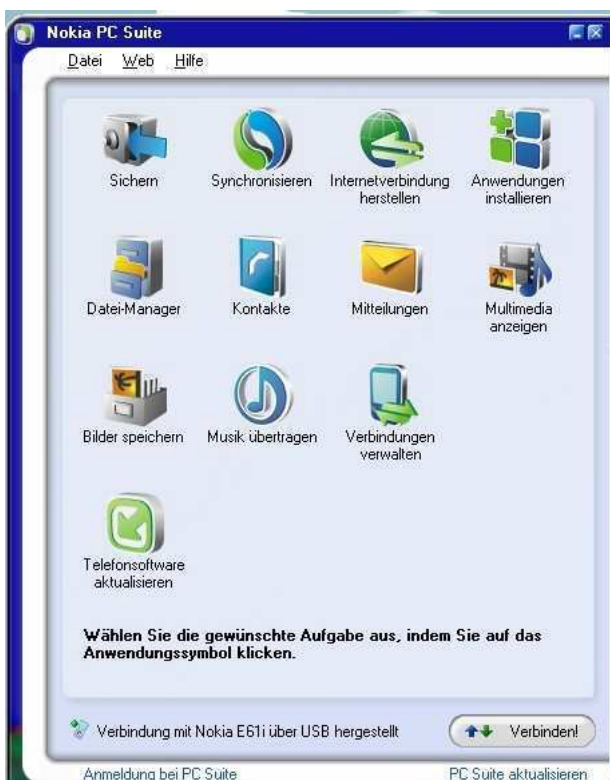 Nokia PC Suite
Datei Web Hilfe
Sichern
Synchronisieren
Internetverbindung
herstellen
Anwendungen
installieren
Datei-Manager
Kontakte
Mitteilungen
Multimedia
anzeigen
Bilder speichern
Musik übertragen
Verbindungen
verwalten
Telefonsoftware
aktualisieren
Wählen Sie die gewünschte Aufgabe aus, indem Sie auf das
Anwendungssymbol klicken.
Verbindung mit Nokia E61i über USB hergestellt
Verbinden!
Anmeldung bei PC Suite
PC Suite aktualisieren